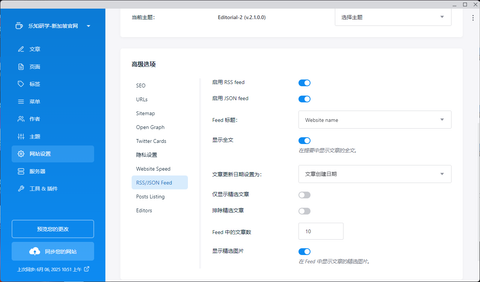 乐知研学-新加坡官网
文章
页面
标签
菜单
作者
主题
网站设置
服务器
工具 & 插件
预览您的更改
同步您的网站
上次同步: 6月 06, 2025 10:51 上午
当前主题:
Editorial-2 (v.2.1.0.0)
选择主题
高级选项
SEO
URLs
Sitemap
Open Graph
Twitter Cards
隐私设置
Website Speed
RSS/JSON Feed
Posts Listing
Editors
启用 RSS feed
启用 JSON feed
Feed 标题:
Website name
显示全文
在摘要中显示文章的全文。
文章更新日期设置为:
文章创建日期
仅显示精选文章
排除精选文章
Feed 中的文章数
10
显示精选图片
在 Feed 中显示文章的精选图片。